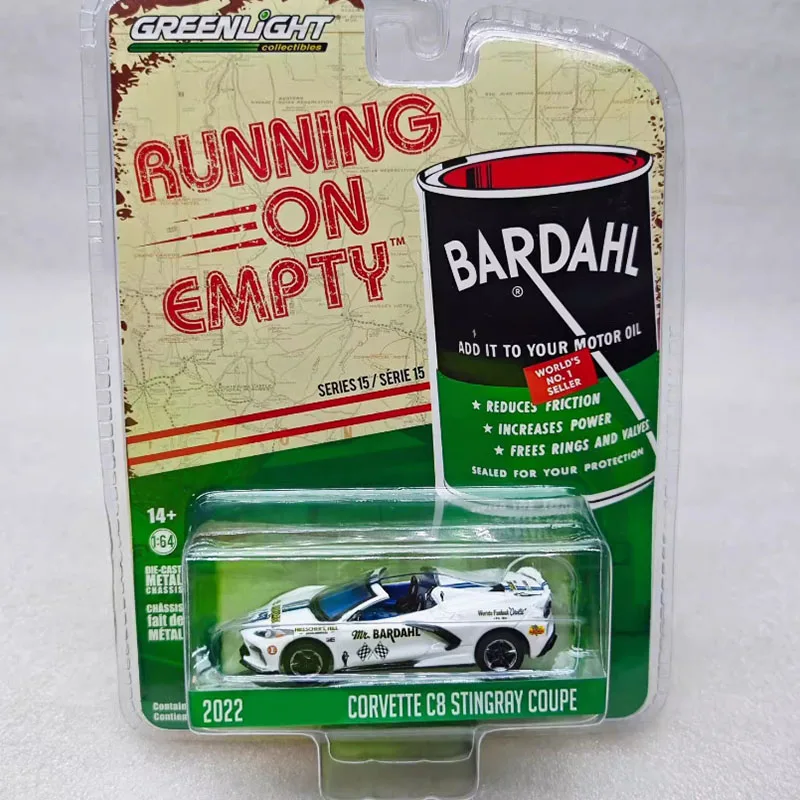 GREENLIGHT
collectibles
RUNNING
ON
EMPTY™
SERIES 15 / SÉRIE 15
BARDAHL
®
ADD IT TO YOUR MOTOR OIL
WORLD'S
NO. 1
SELLER
★ REDUCES FRICTION
★ INCREASES POWER
★ FREES RINGS AND VALVES
SEALED FOR YOUR PROTECTION
14+
1:64
DIE-CAST
METAL
CHASSIS
CHÂSSIS
fait de
MÉTAL
Mr. BARDAHL
2022
CORVETTE C8 STINGRAY COUPE